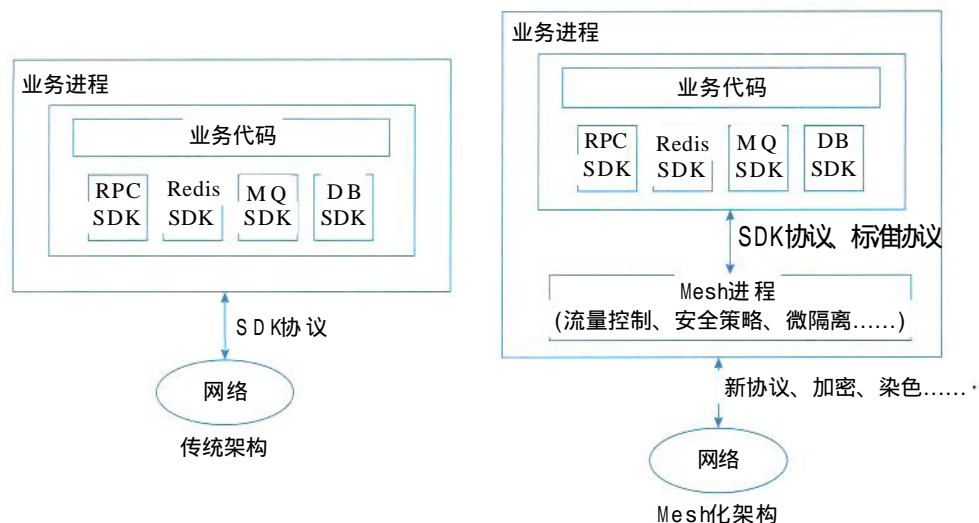 业务进程
业务代码
RPC
SDK
Redis
SDK
MQ
SDK
DB
SDK
SDK协议
网络
传统架构
业务进程
业务代码
RPC
SDK
Redis
SDK
MQ
SDK
DB
SDK
SDK协议、标准协议
Mesh进程
(流量控制、安全策略、微隔离……)
新协议、加密、染色……
网络
Mesh化架构